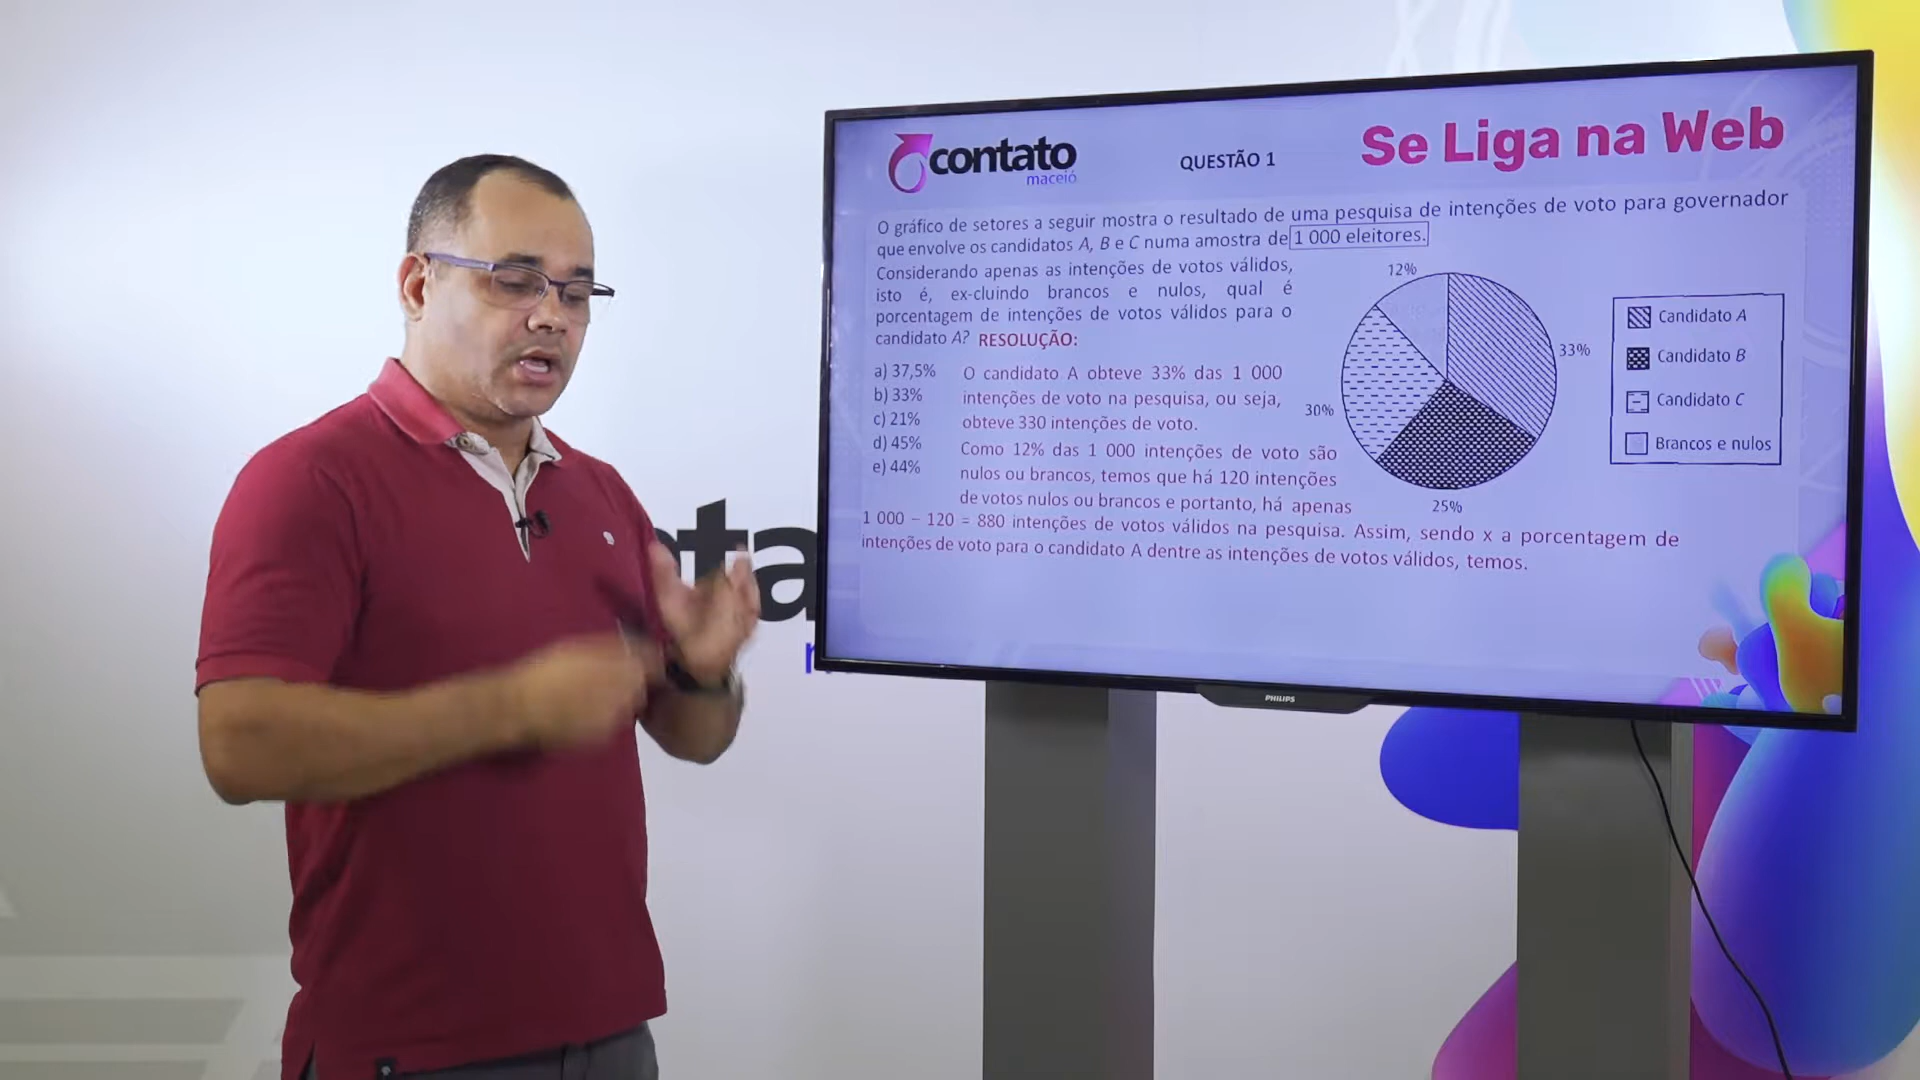 contato
maceió
QUESTÃO 1
Se Liga na Web
O gráfico de setores a seguir mostra o resultado de uma pesquisa de intenções de voto para governador
que envolve os candidatos A, B e C numa amostra de 1 000 eleitores.
Considerando apenas as intenções de votos válidos,
isto é, ex-cluindo brancos e nulos, qual é
porcentagem de intenções de votos válidos para o
candidato A? RESOLUÇÃO:
a) 37,5%
b) 33%
c) 21%
d) 45%
e) 44%
O candidato A obteve 33% das 1 000
intenções de voto na pesquisa, ou seja,
obteve 330 intenções de voto.
Como 12% das 1 000 intenções de voto são
nulos ou brancos, temos que há 120 intenções
de votos nulos ou brancos e portanto, há apenas
1 000 – 120 = 880 intenções de votos válidos na pesquisa. Assim, sendo x a porcentagem de
intenções de voto para o candidato A dentre as intenções de votos válidos, temos.
12%
33%
30%
25%
Candidato A
Candidato B
Candidato C
Brancos e nulos
PHILIPS